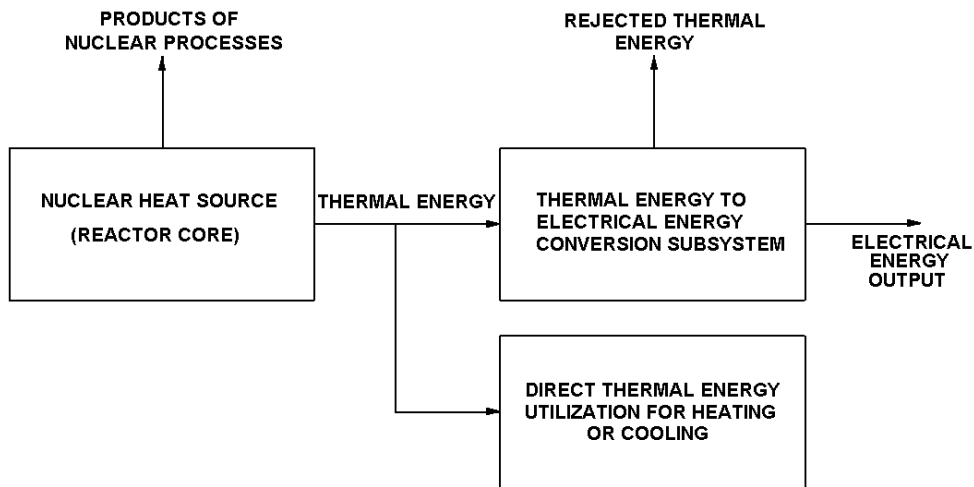 PRODUCTS OF
NUCLEAR PROCESSES
REJECTED THERMAL
ENERGY
NUCLEAR HEAT SOURCE
(REACTOR CORE)
THERMAL ENERGY
THERMAL ENERGY TO
ELECTRICAL ENERGY
CONVERSION SUBSYSTEM
ELECTRICAL
ENERGY
OUTPUT
DIRECT THERMAL ENERGY
UTILIZATION FOR HEATING
OR COOLING